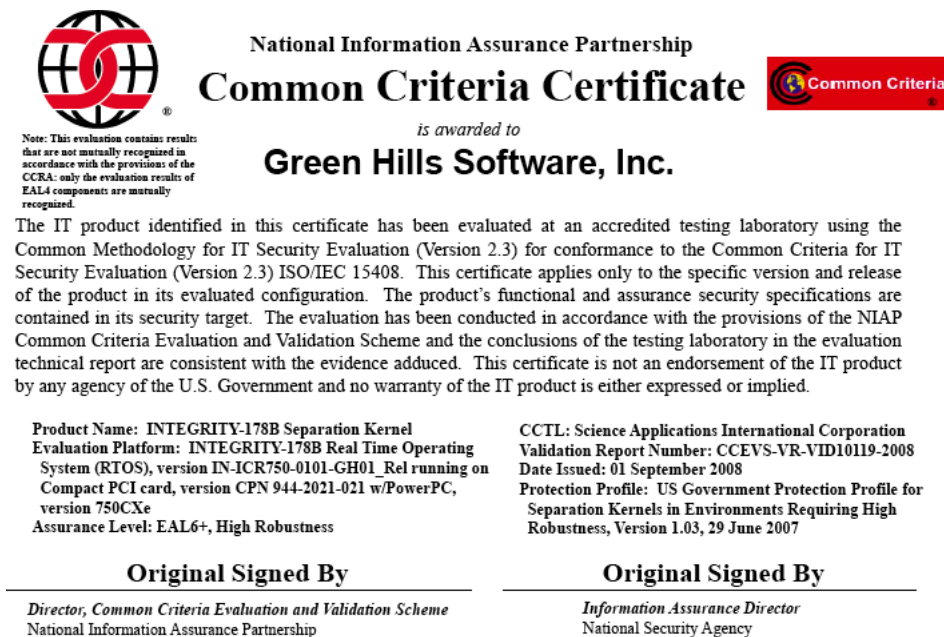 National Information Assurance Partnership
Common Criteria Certificate
Common Criteria
®
®
is awarded to
Green Hills Software, Inc.
Note: This evaluation contains results
that are not mutually recognized in
accordance with the provisions of the
CCRA: only the evaluation results of
EAL4 components are mutually
recognized.
The IT product identified in this certificate has been evaluated at an accredited testing laboratory using the
Common Methodology for IT Security Evaluation (Version 2.3) for conformance to the Common Criteria for IT
Security Evaluation (Version 2.3) ISO/IEC 15408. This certificate applies only to the specific version and release
of the product in its evaluated configuration. The product's functional and assurance security specifications are
contained in its security target. The evaluation has been conducted in accordance with the provisions of the NIAP
Common Criteria Evaluation and Validation Scheme and the conclusions of the testing laboratory in the evaluation
technical report are consistent with the evidence adduced. This certificate is not an endorsement of the IT product
by any agency of the U.S. Government and no warranty of the IT product is either expressed or implied.
Product Name: INTEGRITY-178B Separation Kernel
Evaluation Platform: INTEGRITY-178B Real Time Operating
System (RTOS), version IN-ICR750-0101-GH01_Rel running on
Compact PCI card, version CPN 944-2021-021 w/PowerPC,
version 750CXe
Assurance Level: EAL6+, High Robustness
CCTL: Science Applications International Corporation
Validation Report Number: CCEVS-VR-VID10119-2008
Date Issued: 01 September 2008
Protection Profile: US Government Protection Profile for
Separation Kernels in Environments Requiring High
Robustness, Version 1.03, 29 June 2007
Original Signed By
Director, Common Criteria Evaluation and Validation Scheme
National Information Assurance Partnership
Original Signed By
Information Assurance Director
National Security Agency